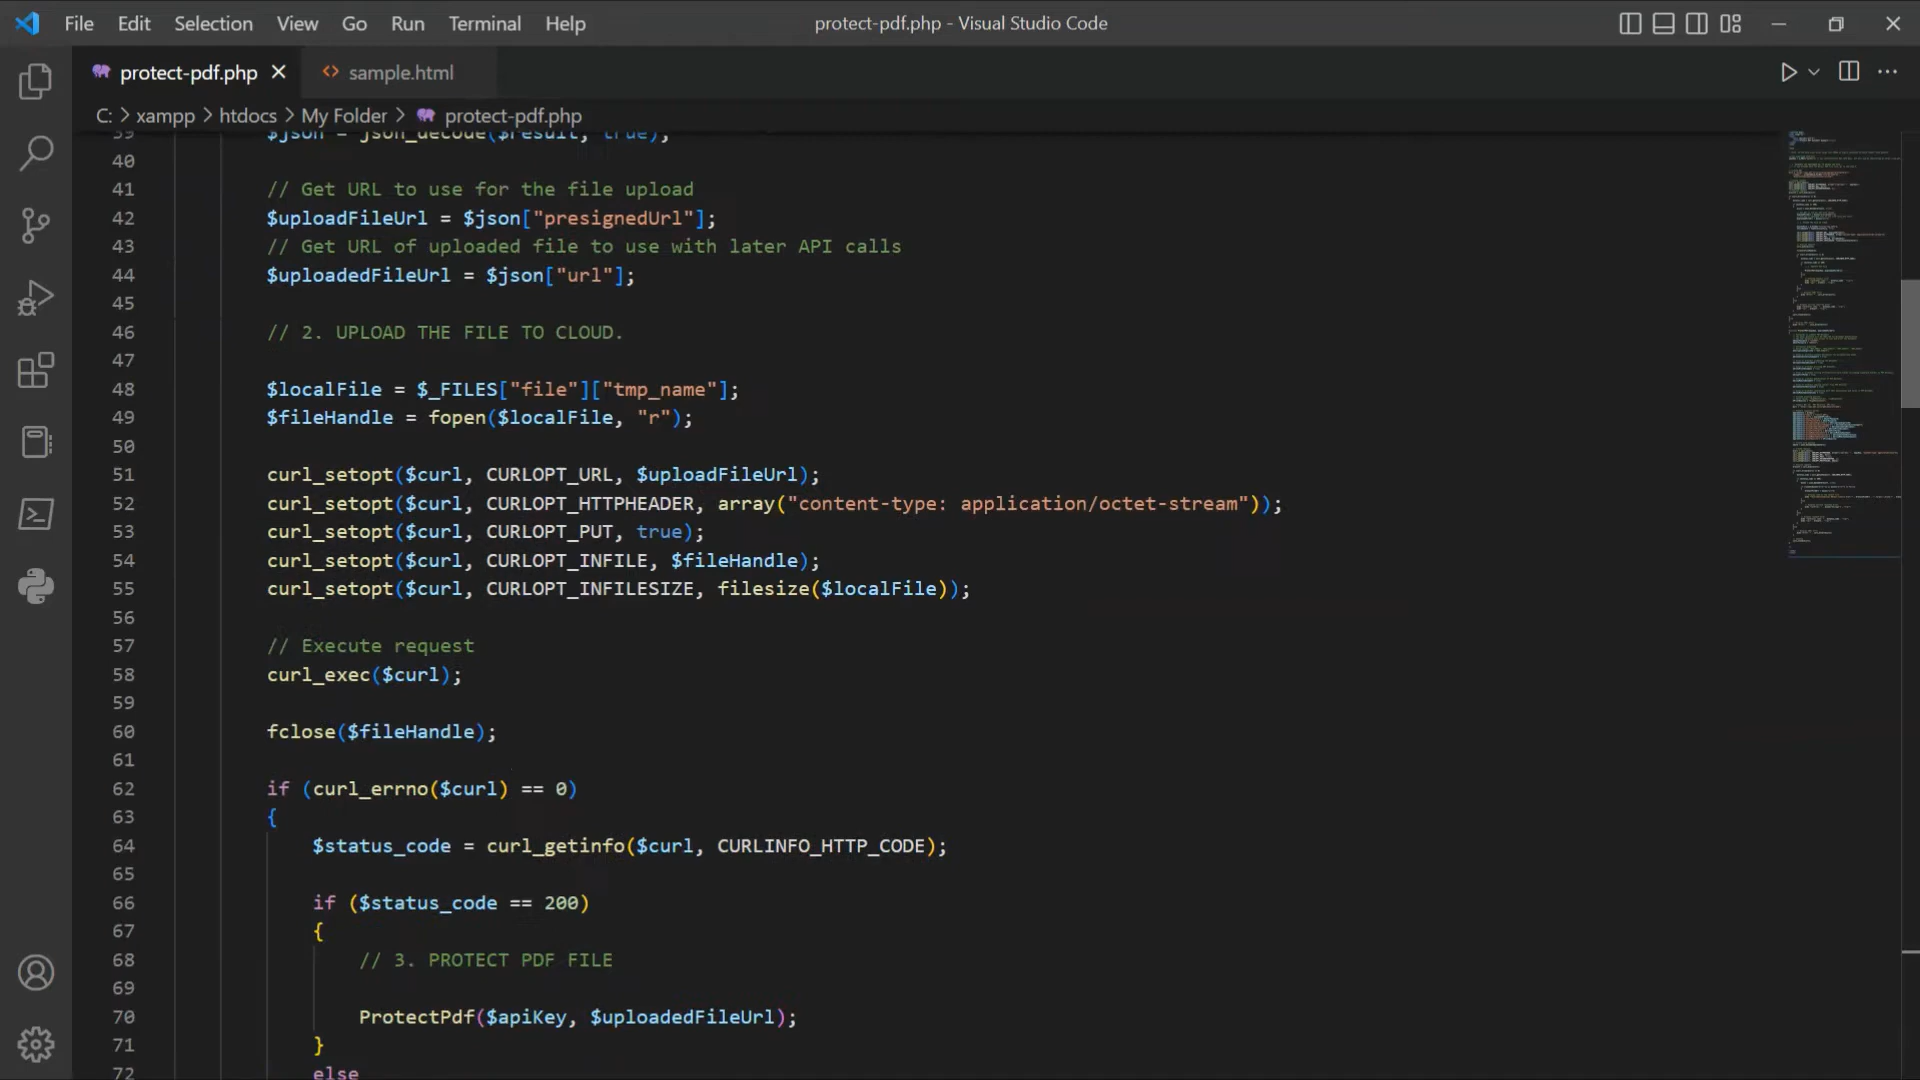 File Edit Selection View Go Run Terminal Help
protect-pdf.php - Visual Studio Code
protect-pdf.php sample.html
C: > xampp > htdocs > My Folder > protect-pdf.php
39 $json = json_decode($result, true);
40
41 // Get URL to use for the file upload
42 $uploadFileUrl = $json["presignedUrl"];
43 // Get URL of uploaded file to use with later API calls
44 $uploadedFileUrl = $json["url"];
45
46 // 2. UPLOAD THE FILE TO CLOUD.
47
48 $localFile = $_FILES["file"]["tmp_name"];
49 $fileHandle = fopen($localFile, "r");
50
51 curl_setopt($curl, CURLOPT_URL, $uploadFileUrl);
52 curl_setopt($curl, CURLOPT_HTTPHEADER, array("content-type: application/octet-stream"));
53 curl_setopt($curl, CURLOPT_PUT, true);
54 curl_setopt($curl, CURLOPT_INFILE, $fileHandle);
55 curl_setopt($curl, CURLOPT_INFILESIZE, filesize($localFile));
56
57 // Execute request
58 curl_exec($curl);
59
60 fclose($fileHandle);
61
62 if (curl_errno($curl) == 0)
63 {
64 $status_code = curl_getinfo($curl, CURLINFO_HTTP_CODE);
65
66 if ($status_code == 200)
67 {
68 // 3. PROTECT PDF FILE
69
70 ProtectPdf($apiKey, $uploadedFileUrl);
71 }
72 else